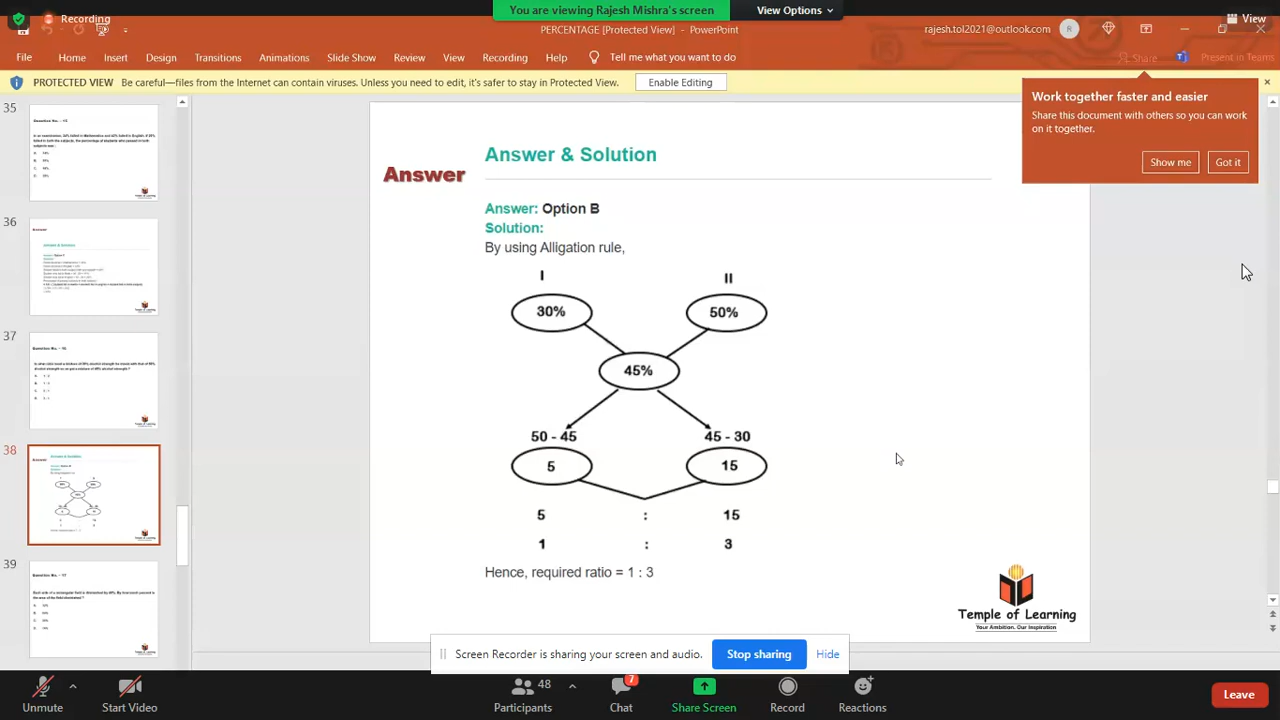 Recording
You are viewing Rajesh Mishra's screen
View Options
View
PERCENTAGE [Protected View] - PowerPoint
rajesh.tol2021@outlook.com
R
File Home Insert Draw Design Transitions Animations Slide Show Review View Recording Help Tell me what you want to do
Share
Present in Teams
PROTECTED VIEW Be careful—files from the Internet can contain viruses. Unless you need to edit, it's safer to stay in Protected View.
Enable Editing
Work together faster and easier
Share this document with others so you can work
on it together.
Show me Got it
35
36
37
38
39
Answer
Answer & Solution
Answer: Option B
Solution:
By using Alligation rule,
I II
30% 50%
45%
50 - 45 45 - 30
5 15
5 : 15
1 : 3
Hence, required ratio = 1 : 3
Temple of Learning
Your Ambition. Our Inspiration
Screen Recorder is sharing your screen and audio.
Stop sharing
Hide
Unmute
Start Video
48
Participants
7
Chat
Share Screen
Record
Reactions
Leave